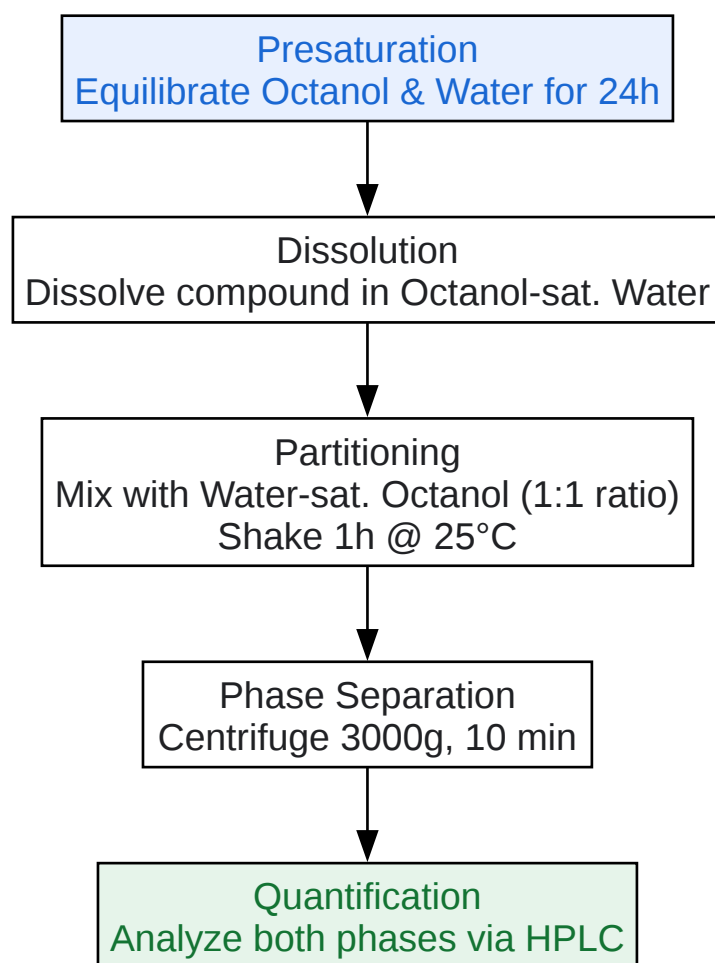 Presaturation
Equilibrate Octanol & Water for 24h
Dissolution
Dissolve compound in Octanol-sat. Water
Partitioning
Mix with Water-sat. Octanol (1:1 ratio)
Shake 1h @ 25°C
Phase Separation
Centrifuge 3000g, 10 min
Quantification
Analyze both phases via HPLC